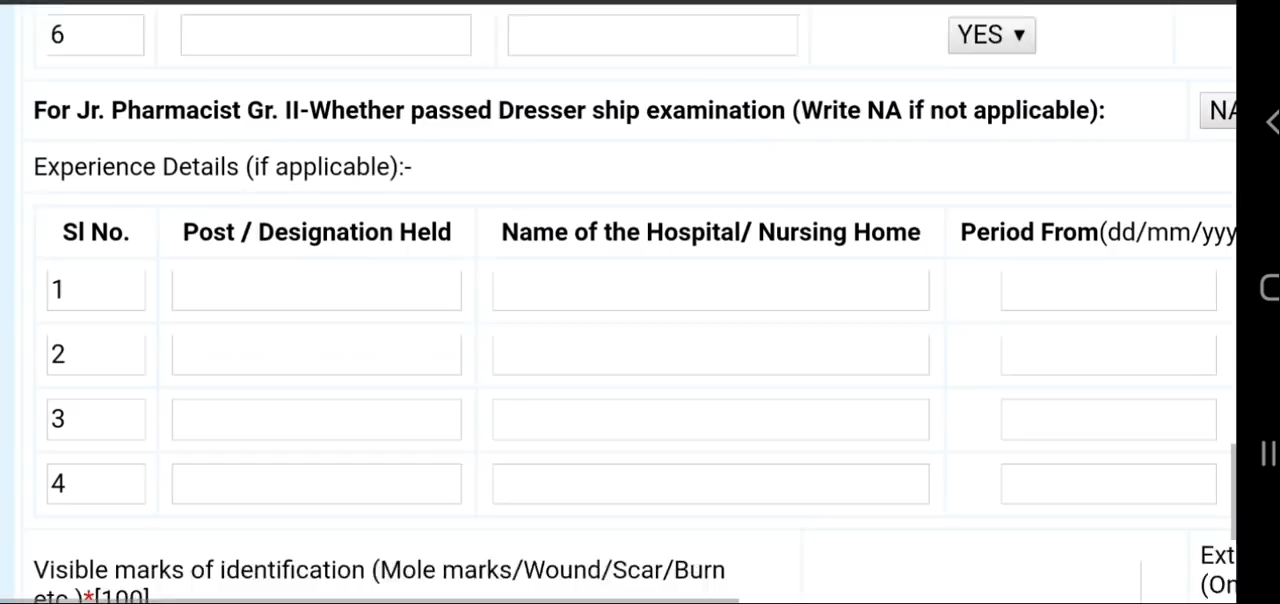 6 YES ▼
For Jr. Pharmacist Gr. II-Whether passed Dresser ship examination (Write NA if not applicable): NA
Experience Details (if applicable):-
Sl No. Post / Designation Held Name of the Hospital/ Nursing Home Period From(dd/mm/yyy
1
2
3
4
Visible marks of identification (Mole marks/Wound/Scar/Burn
etc.)*[100]
Ext
(On